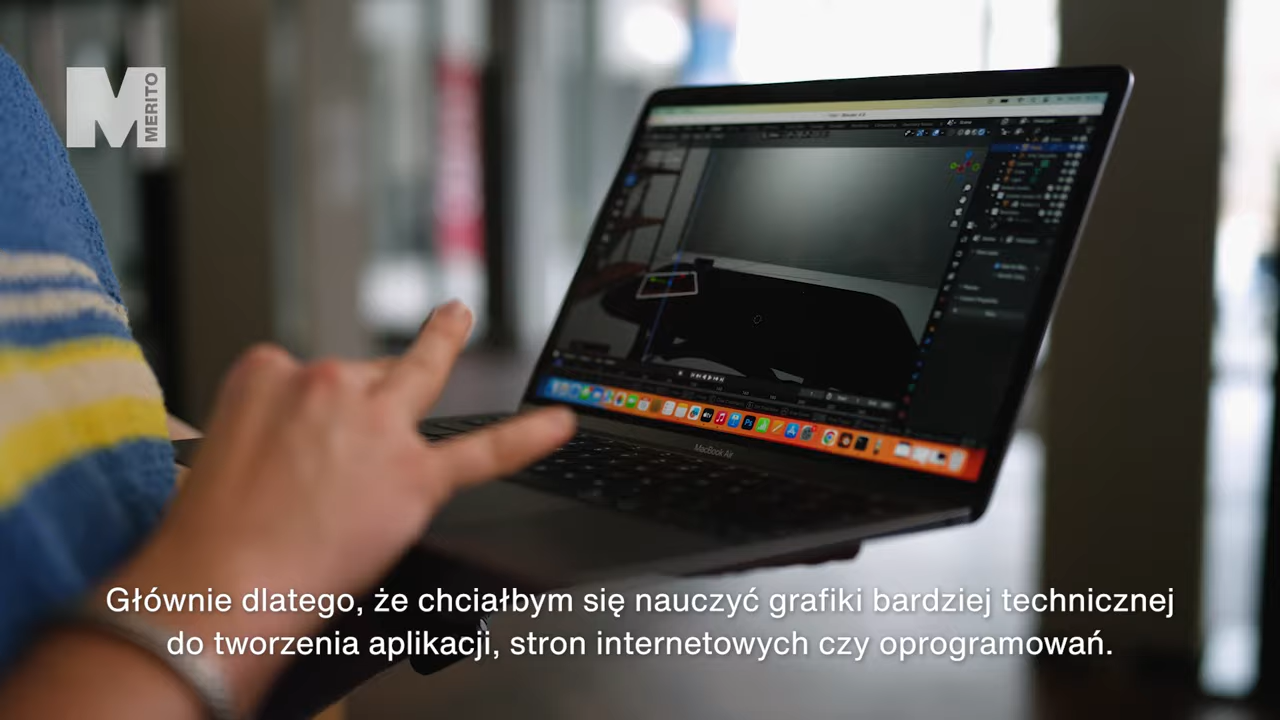 M
MERITO
MacBook Air
Głównie dlatego, że chciałbym się nauczyć grafiki bardziej technicznej
do tworzenia aplikacji, stron internetowych czy oprogramowań.